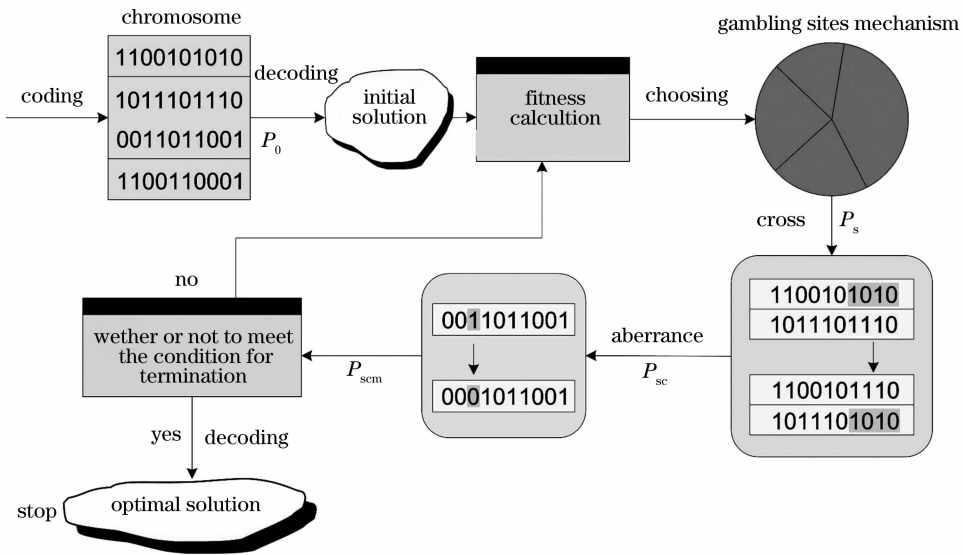 chromosome
gambling sites mechanism
1100101010
coding
decoding
1011101110
initial
solution
fitness
calcultion
choosing
0011011001
P0
1100110001
cross
Ps
no
1100101010
1011101110
0011011001
aberrance
wether or not to meet
the condition for
termination
Pscm
Psc
0001011001
1100101110
1011101010
yes
decoding
optimal solution
stop